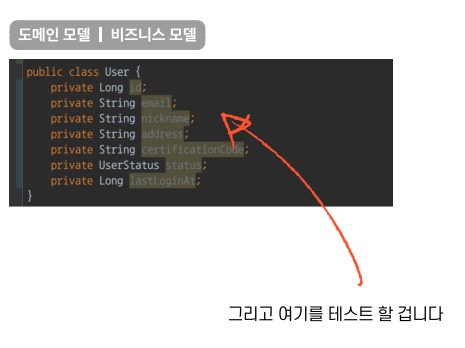 도메인 모델 | 비즈니스 모델
public class User {
private Long id;
private String email;
private String nickname;
private String address;
private String certificationCode;
private UserStatus status;
private Long lastLoginAt;
}
그리고 여기를 테스트 할 겁니다